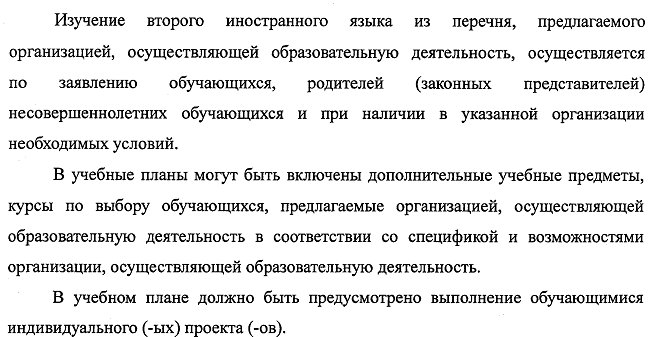 Изучение второго иностранного языка из перечня, предлагаемого
организацией, осуществляющей образовательную деятельность, осуществляется
по заявлению обучающихся, родителей (законных представителей)
несовершеннолетних обучающихся и при наличии в указанной организации
необходимых условий.
В учебные планы могут быть включены дополнительные учебные предметы,
курсы по выбору обучающихся, предлагаемые организацией, осуществляющей
образовательную деятельность в соответствии со спецификой и возможностями
организации, осуществляющей образовательную деятельность.
В учебном плане должно быть предусмотрено выполнение обучающимися
индивидуального (-ых) проекта (-ов).